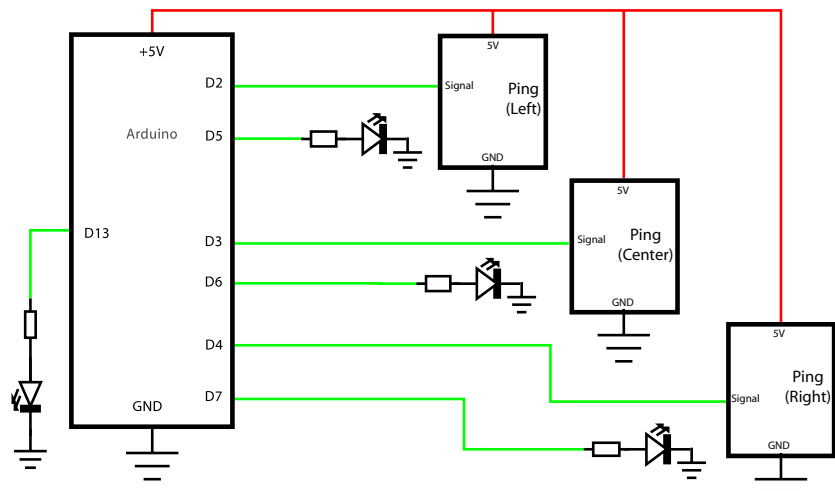 +5V
Arduino
D2
D5
D13
D3
D6
D4
D7
GND
5V
Signal
Ping
(Left)
GND
5V
Signal
Ping
(Center)
GND
5V
Signal
Ping
(Right)
GND